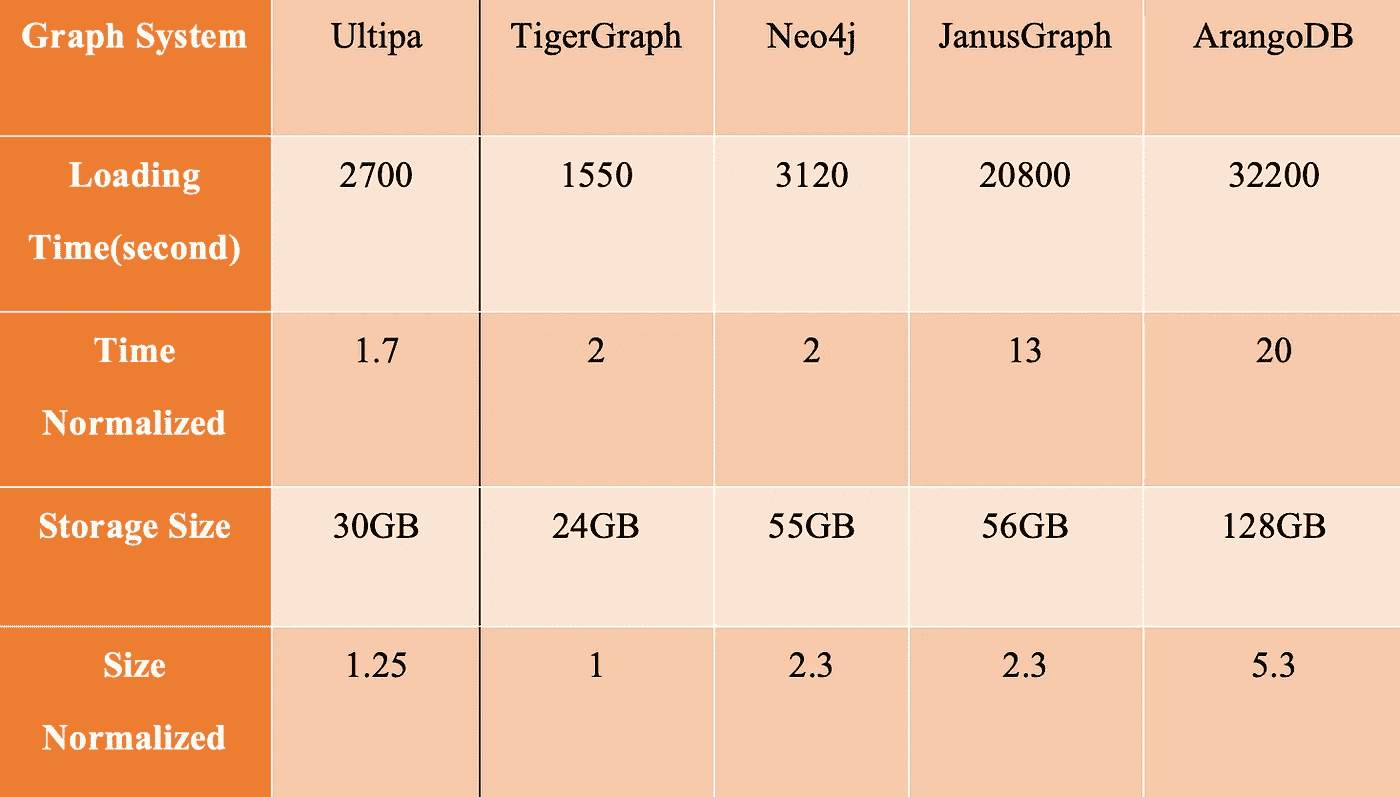 Graph System Ultipa TigerGraph Neo4j JanusGraph ArangoDB
Loading 2700 1550 3120 20800 32200
Time(second)
Time 1.7 2 2 13 20
Normalized
Storage Size 30GB 24GB 55GB 56GB 128GB
Size 1.25 1 2.3 2.3 5.3
Normalized